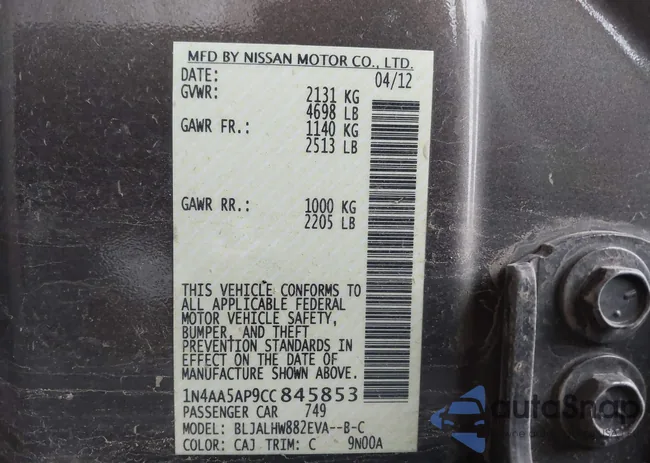 MFD BY NISSAN MOTOR CO., LTD.
DATE: 04/12
GVWR: 2131 KG
4698 LB
GAWR FR.: 1140 KG
2513 LB
GAWR RR.: 1000 KG
2205 LB
THIS VEHICLE CONFORMS TO
ALL APPLICABLE FEDERAL
MOTOR VEHICLE SAFETY,
BUMPER, AND THEFT
PREVENTION STANDARDS IN
EFFECT ON THE DATE OF
MANUFACTURE SHOWN ABOVE.
1N4AA5AP9CC845853
PASSENGER CAR 749
MODEL: BLJALHW882EVA--B-C
COLOR: CAJ TRIM: C 9N00A
autoSnap